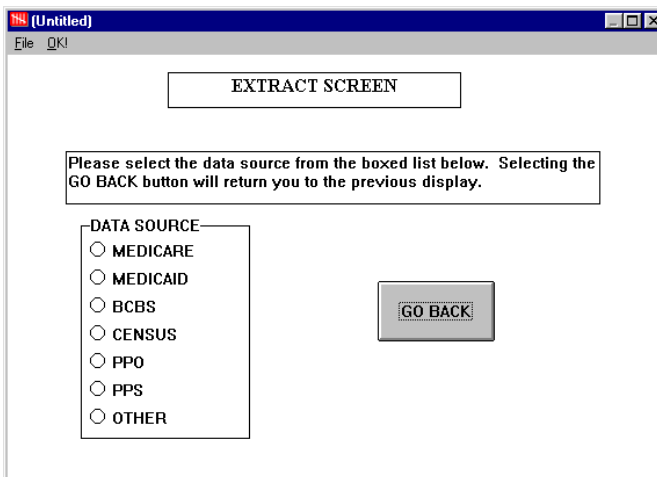 (Untitled)
File OK!
EXTRACT SCREEN
Please select the data source from the boxed list below. Selecting the
GO BACK button will return you to the previous display.
DATA SOURCE
MEDICARE
MEDICAID
BCBS
GO BACK
CENSUS
PPO
PPS
OTHER